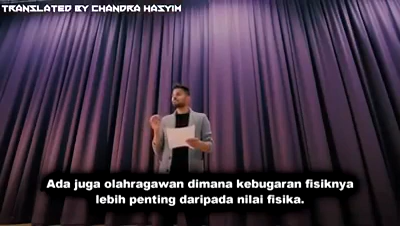 TRANSLATED BY CHANDRA HASYIM
Ada juga olahragawan dimana kebugaran fisiknya
lebih penting daripada nilai fisika.